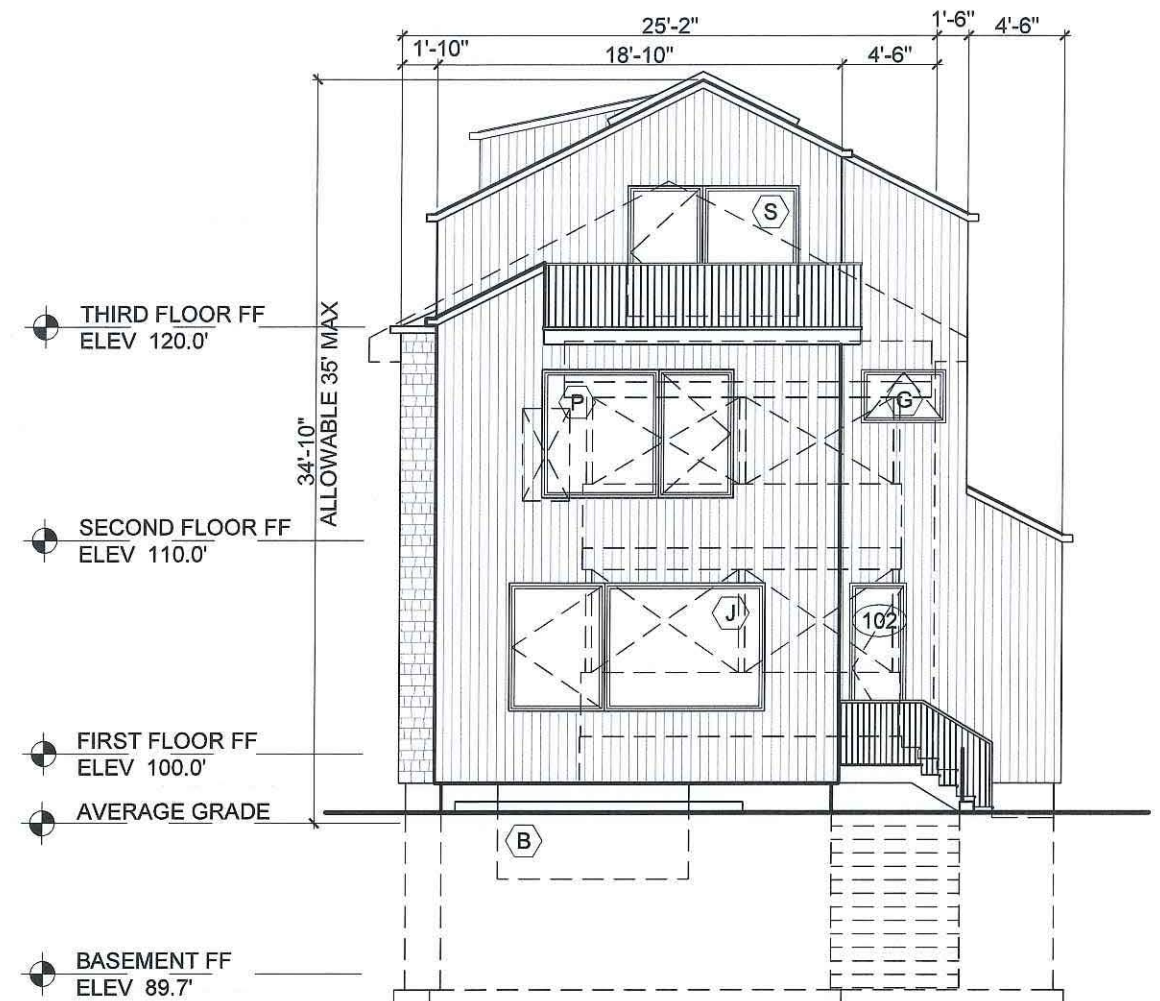 25'-2"
1'-6"
4'-6"
1'-10"
18'-10"
4'-6"
S
THIRD FLOOR FF
ELEV 120.0'
34'-10"
ALLOWABLE 35' MAX
P
G
SECOND FLOOR FF
ELEV 110.0'
J
102
FIRST FLOOR FF
ELEV 100.0'
AVERAGE GRADE
B
BASEMENT FF
ELEV 89.7'